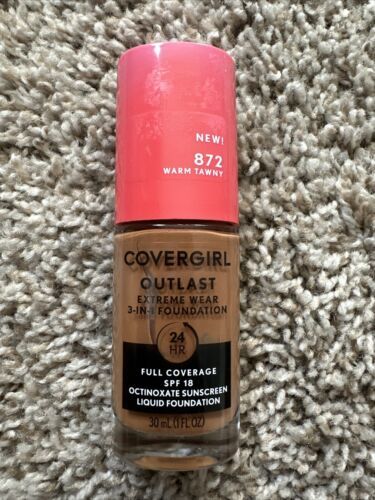 NEW!
872
WARM TAWNY
COVERGIRL
OUTLAST
EXTREME WEAR
3-IN-1 FOUNDATION
24
HR
FULL COVERAGE
SPF 18
OCTINOXATE SUNSCREEN
LIQUID FOUNDATION
30 mL (1 FL OZ)